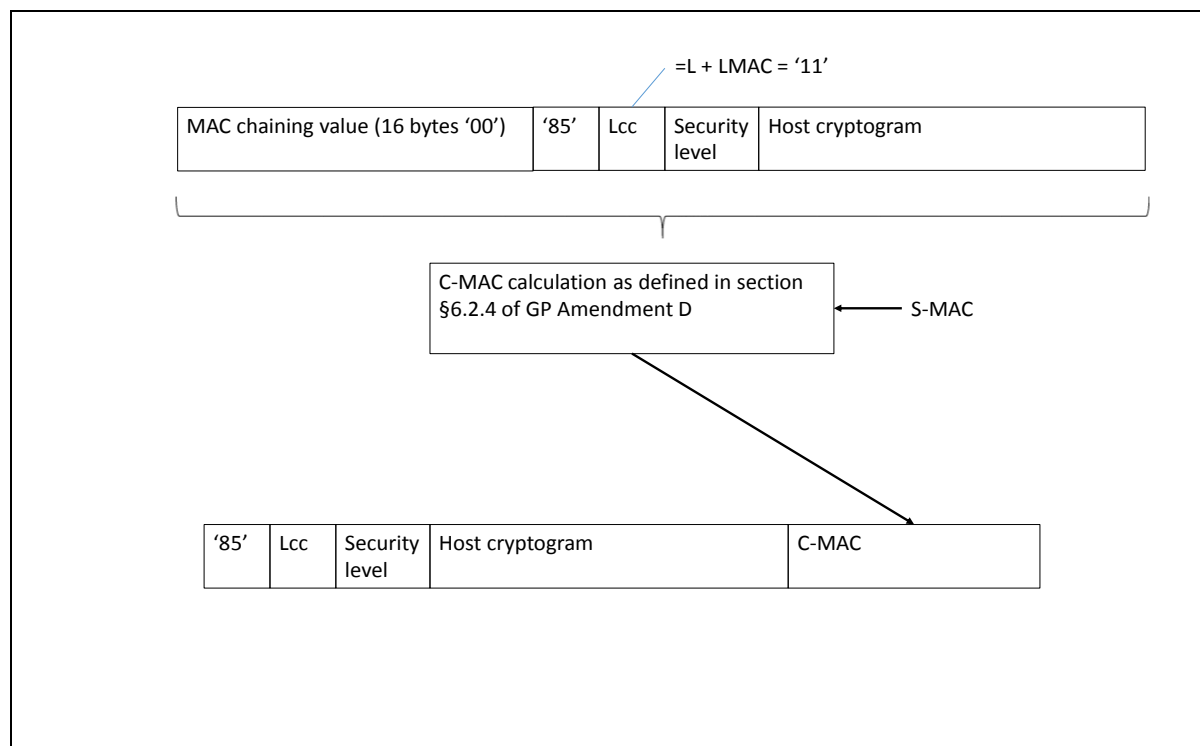 =L + LMAC = ‘11’
MAC chaining value (16 bytes ‘00’) ‘85’ Lcc Security Host cryptogram
level
C-MAC calculation as defined in section
§6.2.4 of GP Amendment D
S-MAC
‘85’ Lcc Security Host cryptogram C-MAC
level